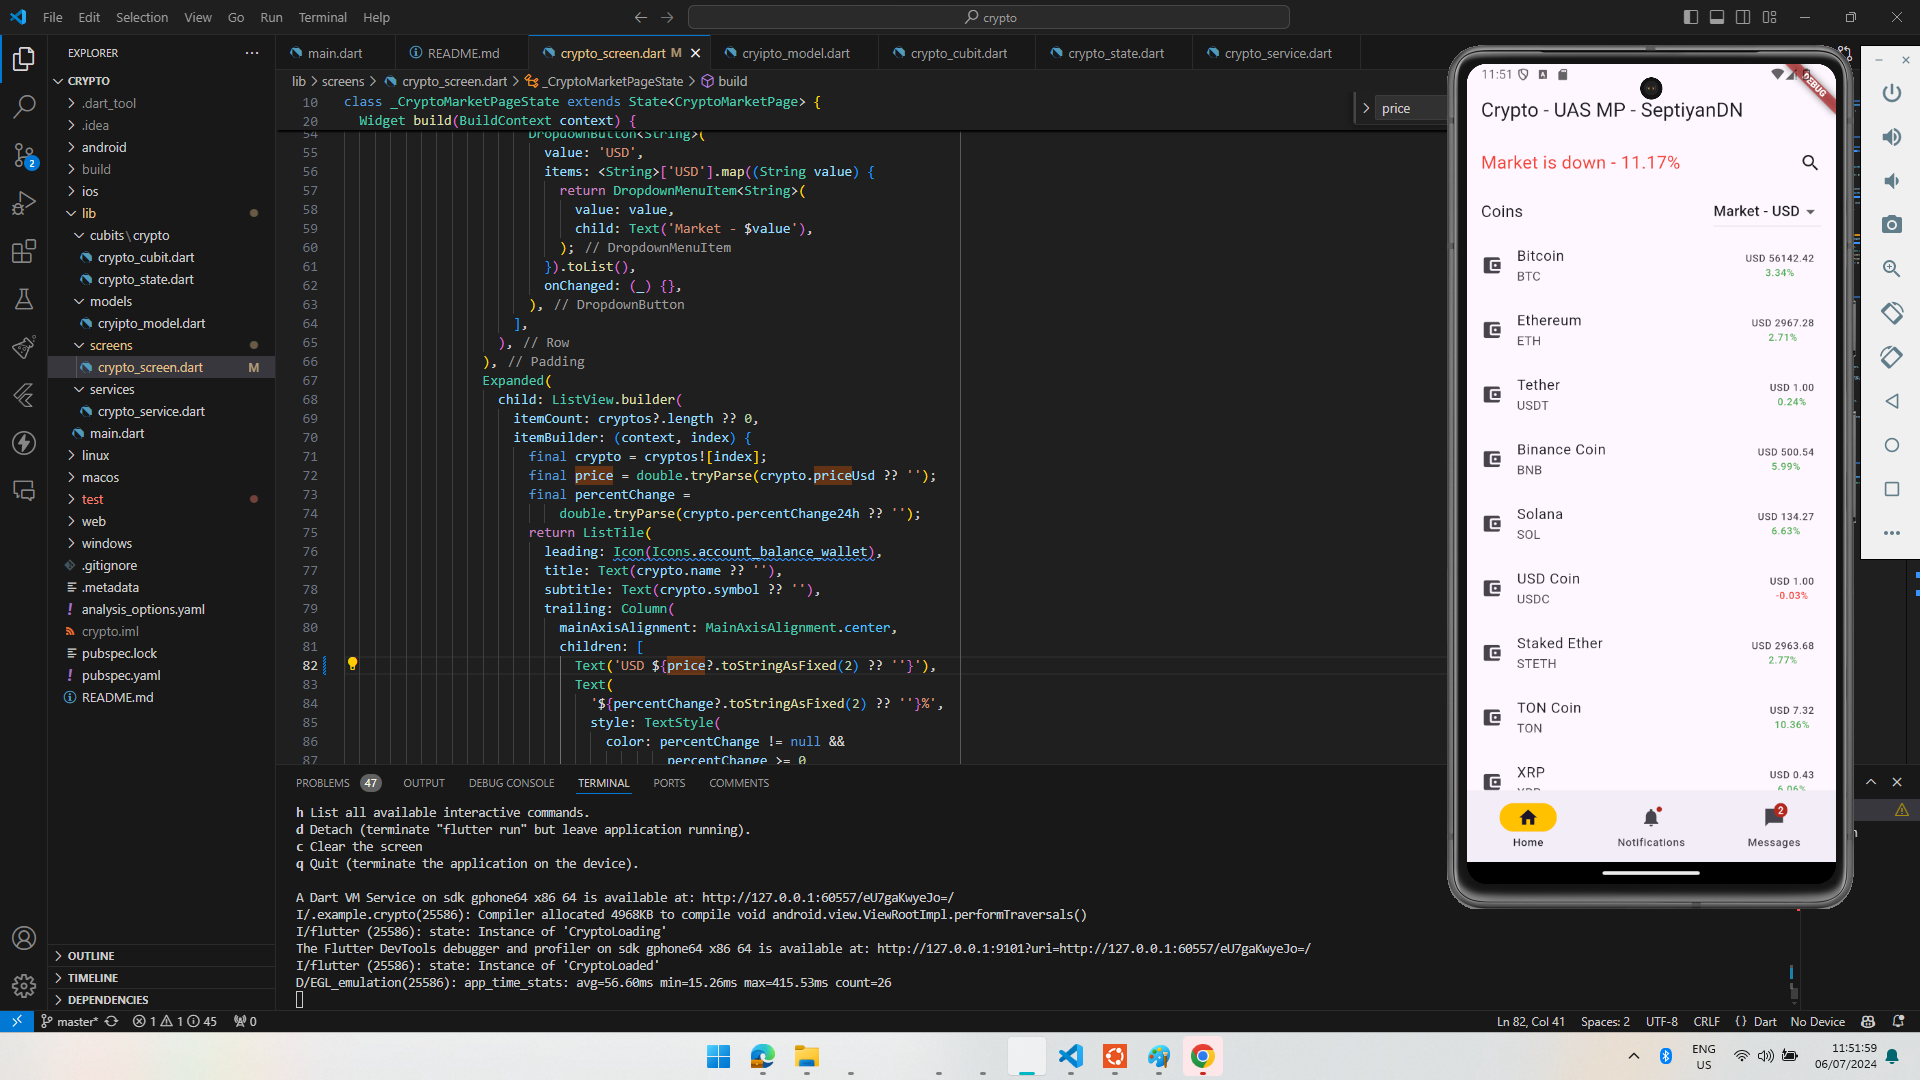 File Edit Selection View Go Run Terminal Help
crypto
EXPLORER
CRYPTO
.dart_tool
.idea
android
build
ios
lib
cubits\crypto
crypto_cubit.dart
crypto_state.dart
models
cryipto_model.dart
screens
crypto_screen.dart M
services
crypto_service.dart
main.dart
linux
macos
test
web
windows
.gitignore
.metadata
analysis_options.yaml
crypto.iml
pubspec.lock
pubspec.yaml
README.md
OUTLINE
TIMELINE
DEPENDENCIES
2
main.dart README.md crypto_screen.dart M cryipto_model.dart crypto_cubit.dart crypto_state.dart crypto_service.dart
lib > screens > crypto_screen.dart > _CryptoMarketPageState > build
price
10 class _CryptoMarketPageState extends State<CryptoMarketPage> {
20 Widget build(BuildContext context) {
54 DropdownButton<String>(
55 value: 'USD',
56 items: <String>['USD'].map((String value) {
57 return DropdownMenuItem<String>(
58 value: value,
59 child: Text('Market - $value'),
60 ); // DropdownMenuItem
61 }).toList(),
62 onChanged: (_) {},
63 ), // DropdownButton
64 ],
65 ), // Row
66 ), // Padding
67 Expanded(
68 child: ListView.builder(
69 itemCount: cryptos?.length ?? 0,
70 itemBuilder: (context, index) {
71 final crypto = cryptos![index];
72 final price = double.tryParse(crypto.priceUsd ?? '');
73 final percentChange =
74 double.tryParse(crypto.percentChange24h ?? '');
75 return ListTile(
76 leading: Icon(Icons.account_balance_wallet),
77 title: Text(crypto.name ?? ''),
78 subtitle: Text(crypto.symbol ?? ''),
79 trailing: Column(
80 mainAxisAlignment: MainAxisAlignment.center,
81 children: [
82 Text('USD ${price?.toStringAsFixed(2) ?? ''}'),
83 Text(
84 '${percentChange?.toStringAsFixed(2) ?? ''}%',
85 style: TextStyle(
86 color: percentChange != null &&
87 percentChange >= 0
PROBLEMS 47 OUTPUT DEBUG CONSOLE TERMINAL PORTS COMMENTS
h List all available interactive commands.
d Detach (terminate "flutter run" but leave application running).
c Clear the screen
q Quit (terminate the application on the device).
A Dart VM Service on sdk gphone64 x86 64 is available at: http://127.0.0.1:60557/eU7gaKwyeJo=/
I/.example.crypto(25586): Compiler allocated 4968KB to compile void android.view.ViewRootImpl.performTraversals()
I/flutter (25586): state: Instance of 'CryptoLoading'
The Flutter DevTools debugger and profiler on sdk gphone64 x86 64 is available at: http://127.0.0.1:9101?uri=http://127.0.0.1:60557/eU7gaKwyeJo=/
I/flutter (25586): state: Instance of 'CryptoLoaded'
D/EGL_emulation(25586): app_time_stats: avg=56.60ms min=15.26ms max=415.53ms count=26
11:51
DEBUG
Crypto - UAS MP - SeptiyanDN
Market is down - 11.17%
Coins Market - USD
Bitcoin USD 56142.42
BTC 3.34%
Ethereum USD 2967.28
ETH 2.71%
Tether USD 1.00
USDT 0.24%
Binance Coin USD 500.54
BNB 5.99%
Solana USD 134.27
SOL 6.63%
USD Coin USD 1.00
USDC -0.03%
Staked Ether USD 2963.68
STETH 2.77%
TON Coin USD 7.32
TON 10.36%
XRP USD 0.43
XRP 6.06%
2
Home Notifications Messages
master* 1 1 45 0 Ln 82, Col 41 Spaces: 2 UTF-8 CRLF {} Dart No Device
ENG
US
11:51:59
06/07/2024